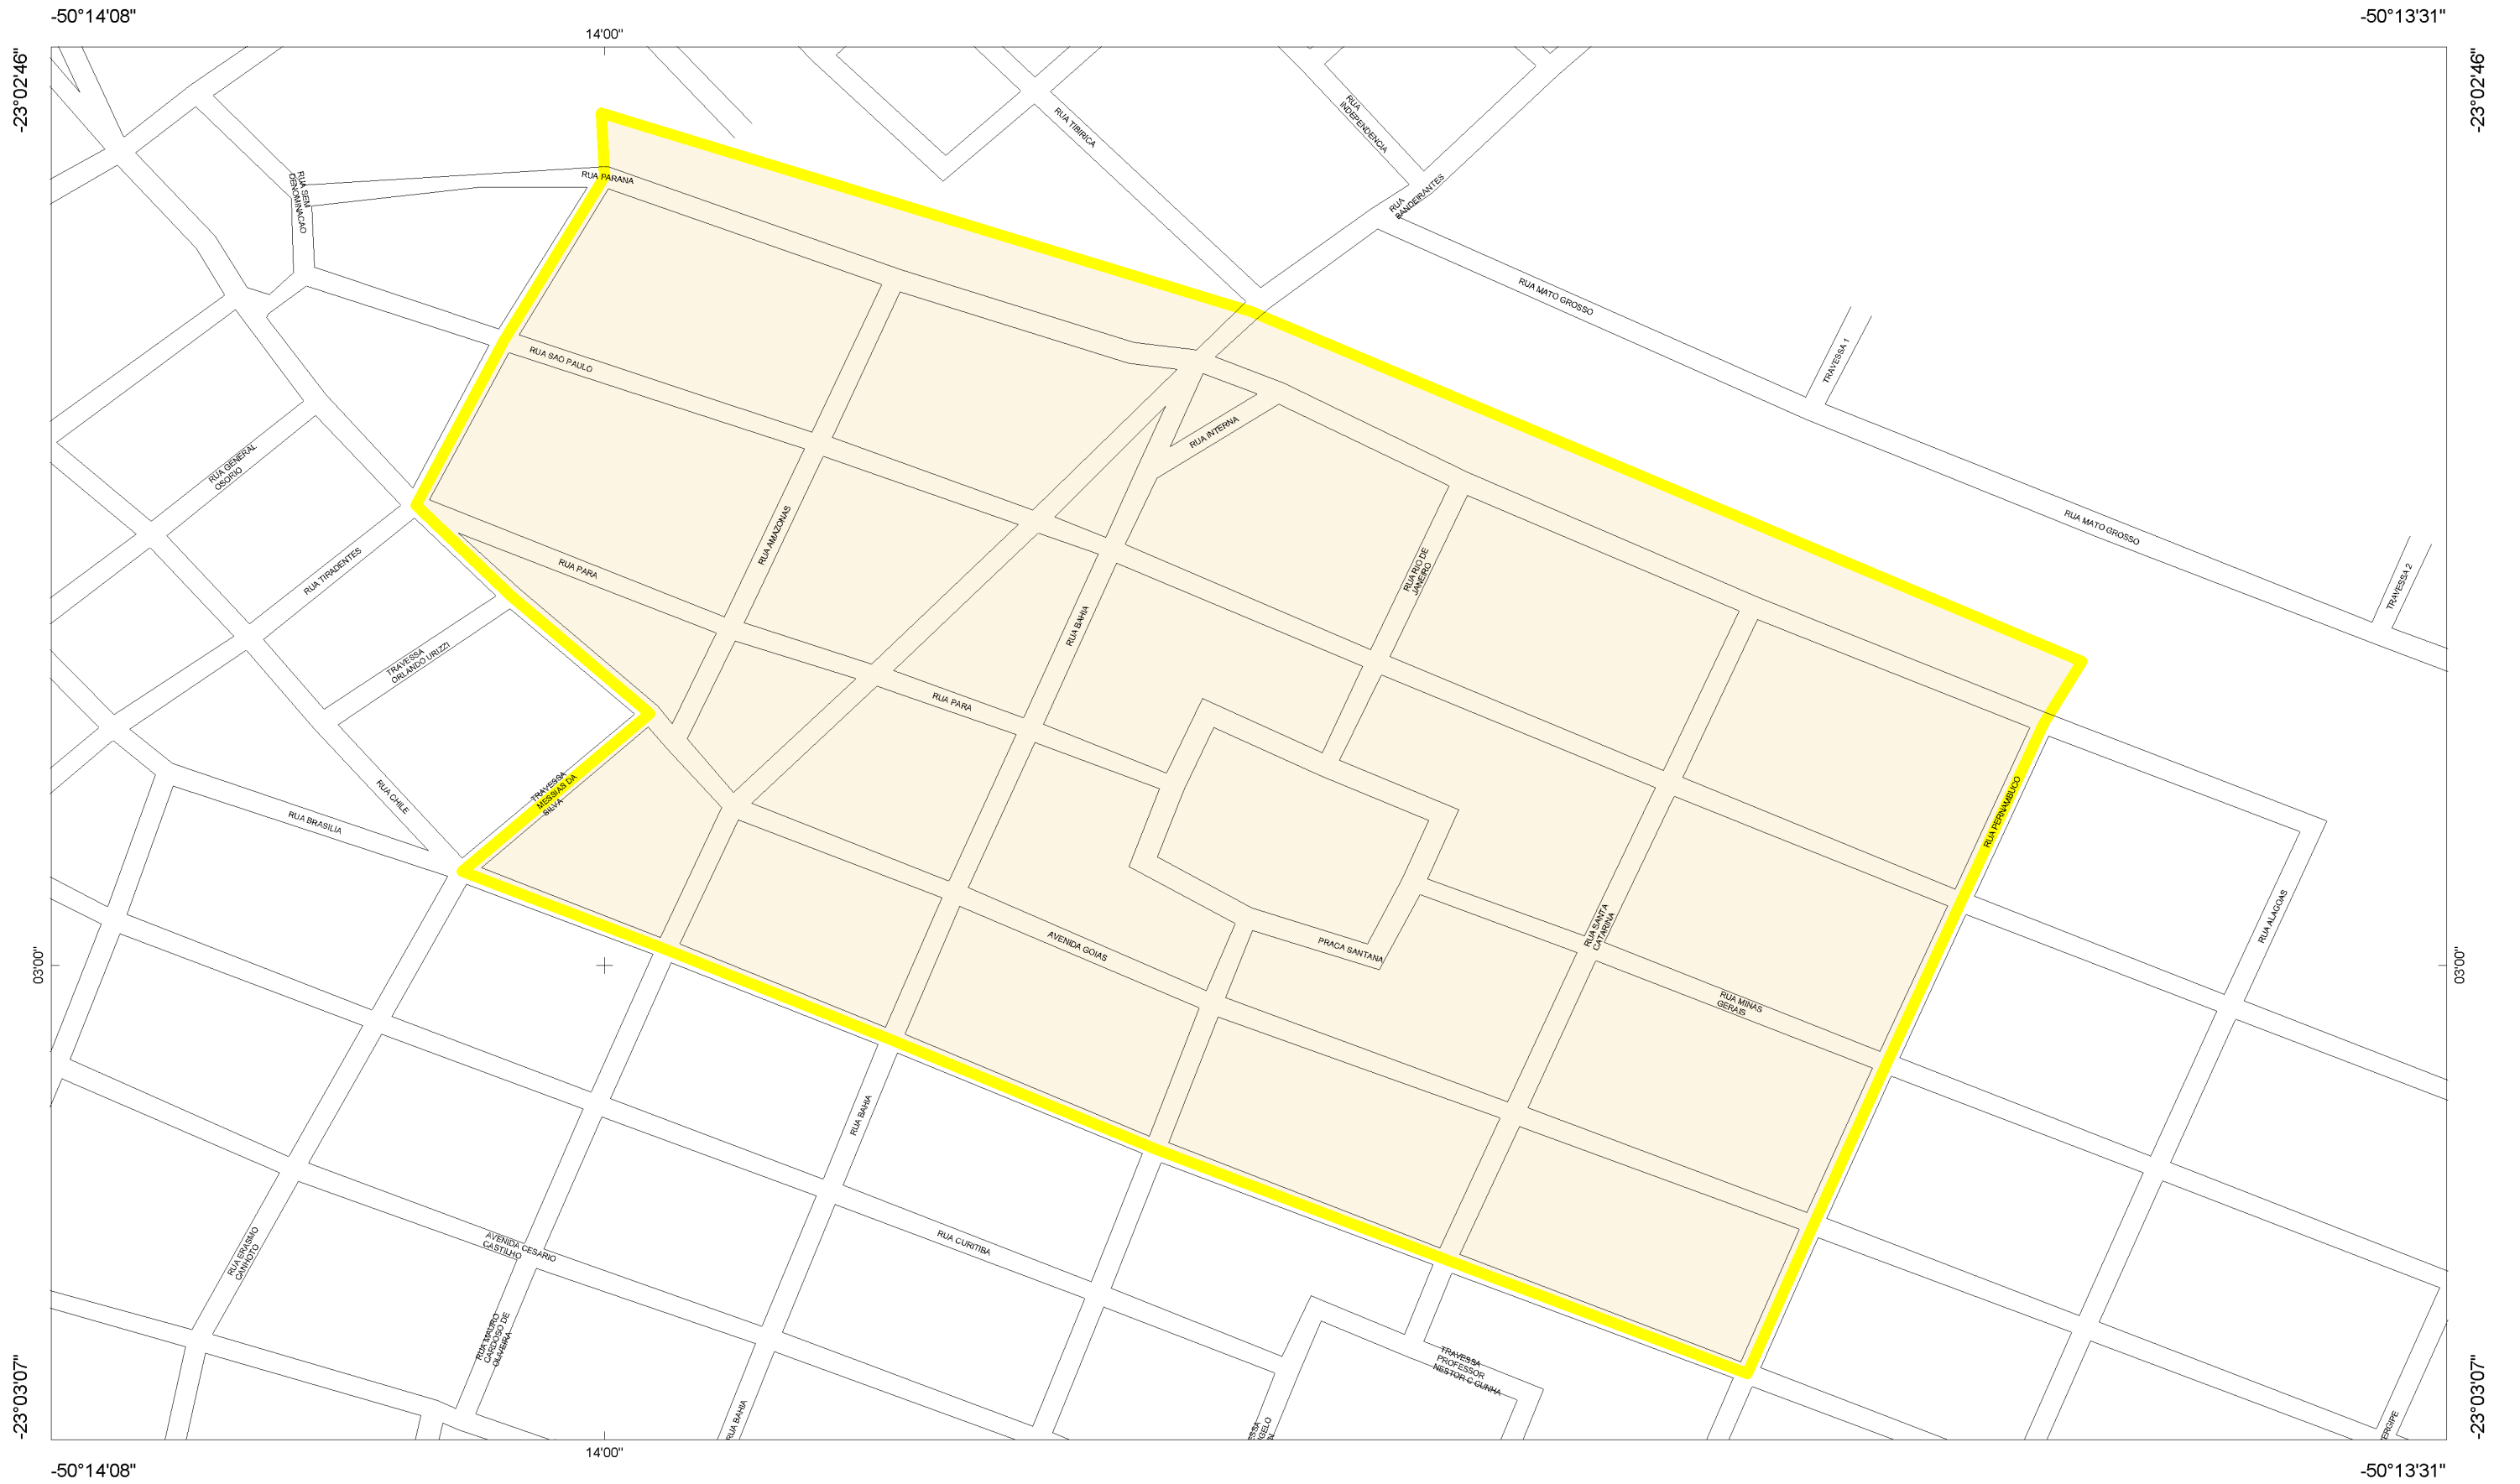 -50°14'08"
-50°13'31"
14'00"
-23°02'46"
-23°02'46"
RUA
INDEPENDENCIA
RUA TIBIRICA
RUA SEM
DENOMINACAO
RUA PARANA
RUA
BANDEIRANTES
RUA MATO GROSSO
RUA SAO PAULO
TRAVESSA 1
RUA INTERNA
RUA GENERAL
OSORIO
RUA AMAZONAS
RUA MATO GROSSO
RUA TIRADENTES
RUA PARA
RUA RIO DE
JANEIRO
TRAVESSA 2
RUA BAHIA
TRAVESSA
ORLANDO URIZZI
RUA PARA
RUA CHILE
TRAVESSA
MESSIAS DA
SILVA
RUA BRASILIA
RUA PERNAMBUCO
RUA ALAGOAS
RUA SANTA
CATARINA
AVENIDA GOIAS
PRACA SANTANA
03'00"
03'00"
RUA MINAS
GERAIS
RUA BAHIA
RUA ERASMO
CANHOTO
AVENIDA CESARIO
CASTILHO
RUA CURITIBA
RUA MAURO
CARDOSO DE
OLIVEIRA
TRAVESSA
PROFESSOR
NESTOR C CUNHA
RUA BAHIA
-23°03'07"
-23°03'07"
14'00"
-50°14'08"
-50°13'31"